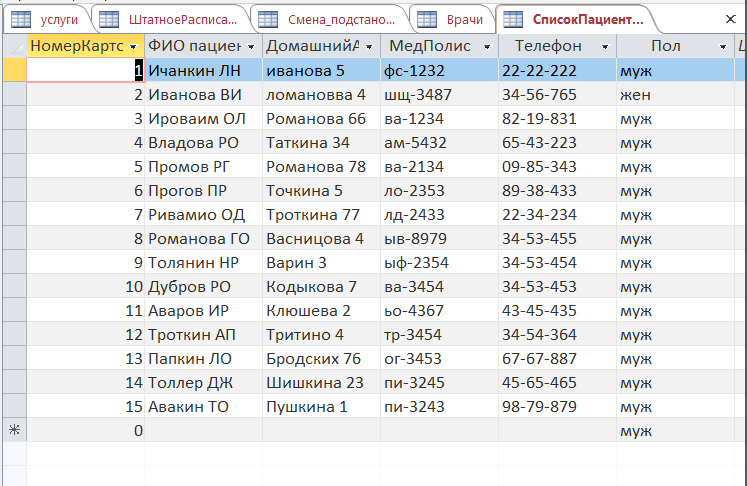 услуги ШтатноеРасписа... Смена_подстано... Врачи СписокПациент...
НомерКартс ФИО пациен ДомашнийА МедПолис Телефон Пол
1 Ичанкин ЛН иванова 5 фс-1232 22-22-222 муж
2 Иванова ВИ ломановва 4 шщ-3487 34-56-765 жен
3 Ироваим ОЛ Романова 66 ва-1234 82-19-831 муж
4 Владова РО Таткина 34 ам-5432 65-43-223 муж
5 Промов РГ Романова 78 ва-2134 09-85-343 муж
6 Прогов ПР Точкина 5 ло-2353 89-38-433 муж
7 Ривамио ОД Троткина 77 лд-2433 22-34-234 муж
8 Романова ГО Васницова 4 ыв-8979 34-53-455 муж
9 Толянин НР Варин 3 ыф-2354 34-53-454 муж
10 Дубров РО Кодыкова 7 ва-3454 34-53-453 муж
11 Аваров ИР Клюшева 2 ьо-4367 43-45-435 муж
12 Троткин АП Тритино 4 тр-3454 34-54-364 муж
13 Папкин ЛО Бродских 76 ог-3453 67-67-887 муж
14 Толлер ДЖ Шишкина 23 пи-3245 45-65-465 муж
15 Авакин ТО Пушкина 1 пи-3243 98-79-879 муж
0 муж